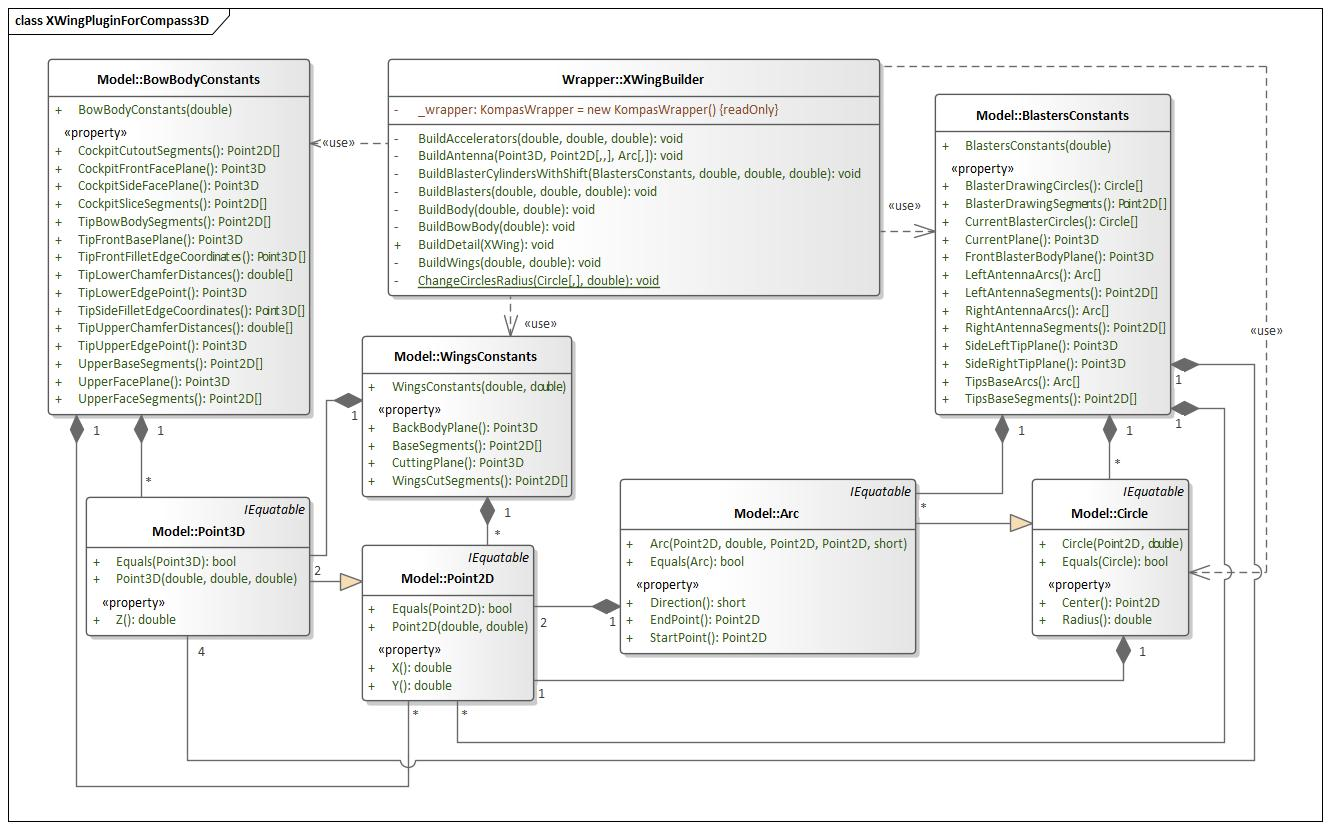 class XWingPluginForCompass3D
Model::BowBodyConstants
+ BowBodyConstants(double)
«property»
+ CockpitCutoutSegments(): Point2D[]
+ CockpitFrontFacePlane(): Point3D
+ CockpitSideFacePlane(): Point3D
+ CockpitSliceSegments(): Point2D[]
+ TipBowBodySegments(): Point2D[]
+ TipFrontBasePlane(): Point3D
+ TipFrontFilletEdgeCoordinates(): Point3D[]
+ TipLowerChamferDistances(): double[]
+ TipLowerEdgePoint(): Point3D
+ TipSideFilletEdgeCoordinates(): Point3D[]
+ TipUpperChamferDistances(): double[]
+ TipUpperEdgePoint(): Point3D
+ UpperBaseSegments(): Point2D[]
+ UpperFacePlane(): Point3D
+ UpperFaceSegments(): Point2D[]
«use»
Wrapper::XWingBuilder
- _wrapper: KompasWrapper = new KompasWrapper() {readOnly}
- BuildAccelerators(double, double, double): void
- BuildAntenna(Point3D, Point2D[,,], Arc[,]): void
- BuildBlasterCylindersWithShift(BlastersConstants, double, double, double): void
- BuildBlasters(double, double, double): void
- BuildBody(double, double): void
- BuildBowBody(double): void
+ BuildDetail(XWing): void
- BuildWings(double, double): void
- ChangeCirclesRadius(Circle[,], double): void
«use»
Model::BlastersConstants
+ BlastersConstants(double)
«property»
+ BlasterDrawingCircles(): Circle[]
+ BlasterDrawingSegments(): Point2D[]
+ CurrentBlasterCircles(): Circle[]
+ CurrentPlane(): Point3D
+ FrontBlasterBodyPlane(): Point3D
+ LeftAntennaArcs(): Arc[]
+ LeftAntennaSegments(): Point2D[]
+ RightAntennaArcs(): Arc[]
+ RightAntennaSegments(): Point2D[]
+ SideLeftTipPlane(): Point3D
+ SideRightTipPlane(): Point3D
+ TipsBaseArcs(): Arc[]
+ TipsBaseSegments(): Point2D[]
«use»
«use»
Model::WingsConstants
+ WingsConstants(double, double)
«property»
+ BackBodyPlane(): Point3D
+ BaseSegments(): Point2D[]
+ CuttingPlane(): Point3D
+ WingsCutSegments(): Point2D[]
1
1
1
1
1
1
1
1
*
*
*
*
IEquatable
Model::Point3D
+ Equals(Point3D): bool
+ Point3D(double, double, double)
«property»
+ Z(): double
2
4
IEquatable
Model::Point2D
+ Equals(Point2D): bool
+ Point2D(double, double)
«property»
+ X(): double
+ Y(): double
2
1
1
*
*
IEquatable
Model::Arc
+ Arc(Point2D, double, Point2D, Point2D, short)
+ Equals(Arc): bool
«property»
+ Direction(): short
+ EndPoint(): Point2D
+ StartPoint(): Point2D
IEquatable
Model::Circle
+ Circle(Point2D, double)
+ Equals(Circle): bool
«property»
+ Center(): Point2D
+ Radius(): double
1